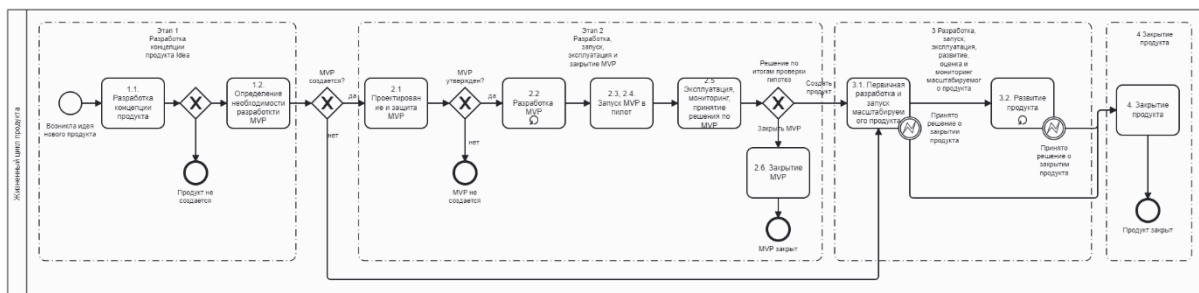 Жизненный цикл продукта
Этап 1
Разработка
концепции
продукта Idea
Возникла идея
нового продукта
1.1.
Разработка
концепции
продукта
Продукт не
создается
1.2.
Определение
необходимости
разработки
MVP
MVP
создается?
да
нет
Этап 2
Разработка,
запуск,
эксплуатация и
закрытие MVP
2.1
Проектирован
ие и защита
MVP
MVP
утвержден?
да
нет
MVP не
создается
2.2
Разработка
MVP
2.3, 2.4.
Запуск MVP в
пилот
2.5
Эксплуатация,
мониторинг,
принятие
решения по
MVP
Решение по
итогам проверки
гипотез
Создать
продукт
Закрыть MVP
2.6. Закрытие
MVP
MVP закрыт
3 Разработка,
запуск,
эксплуатация,
развитие,
оценка и
мониторинг
масштабируемог
о продукта
3.1. Первичная
разработка и
запуск
масштабируем
ого продукта
Принято
решение о
закрытии
продукта
3.2. Развитие
продукта
Принято
решение о
закрытии
продукта
4 Закрытие
продукта
4. Закрытие
продукта
Продукт закрыт